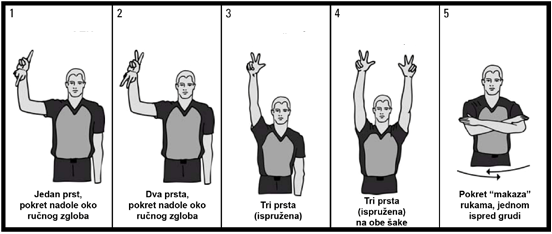 1
2
3
4
5
Jedan prst,
pokret nadole oko
ručnog zgloba
Dva prsta,
pokret nadole oko
ručnog zgloba
Tri prsta
(ispružena)
Tri prsta
(ispružena)
na obe šake
Pokret “makaza”
rukama, jednom
ispred grudi